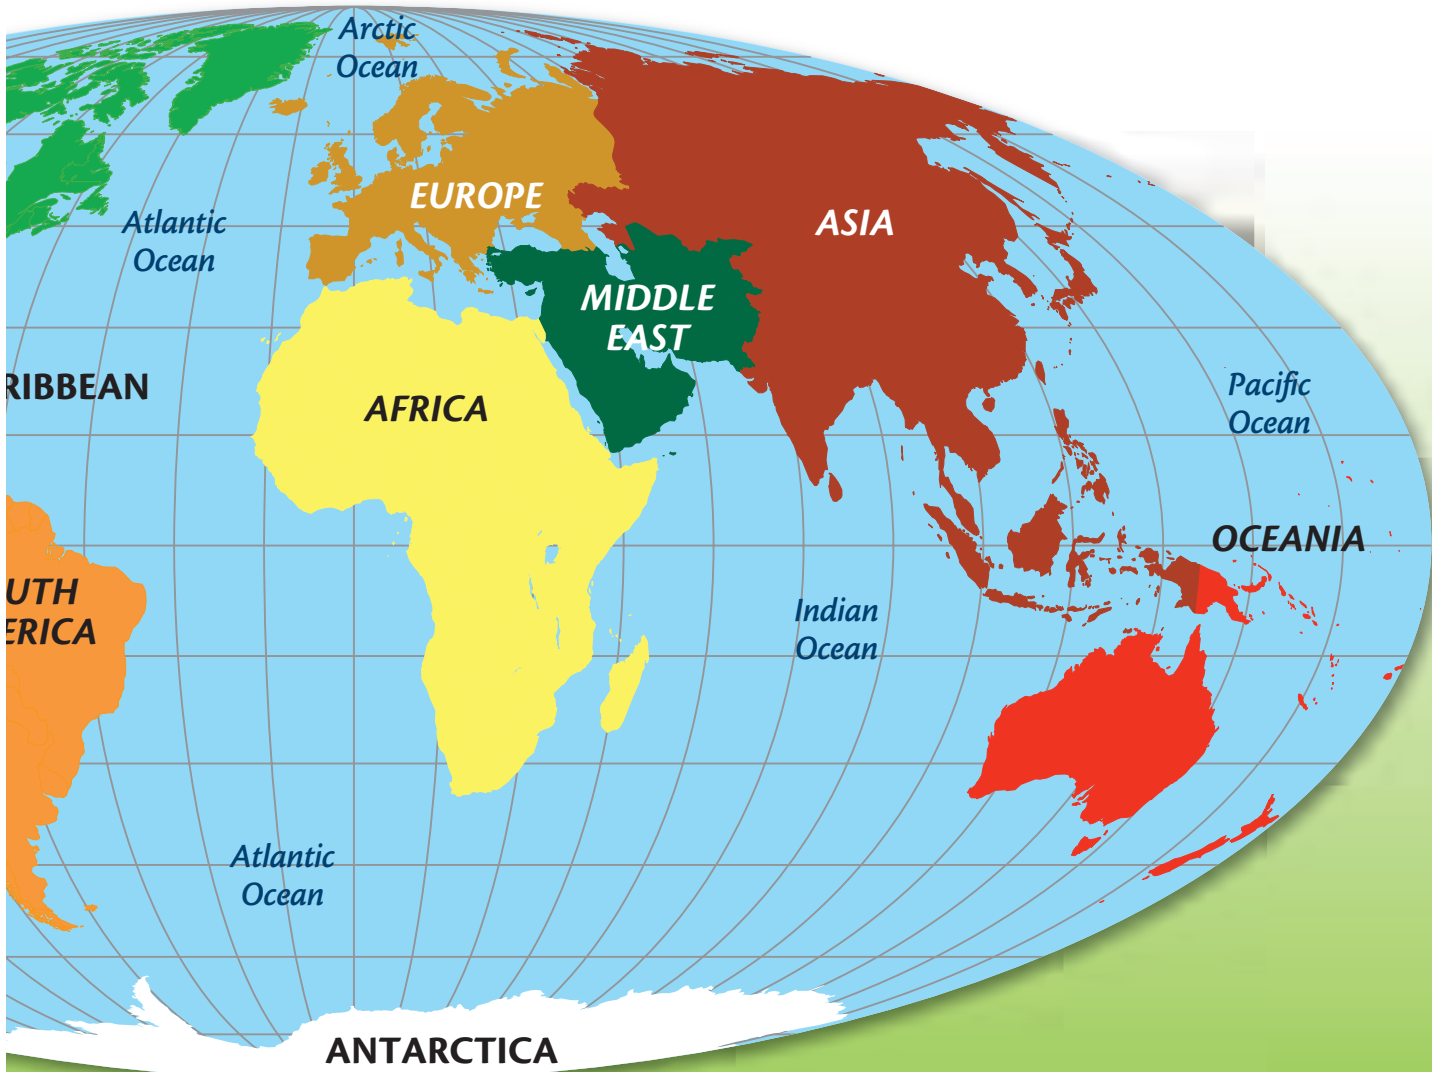 Arctic
Ocean
EUROPE
ASIA
Atlantic
Ocean
MIDDLE
EAST
RIBBEAN
AFRICA
Pacific
Ocean
OCEANIA
UTH
ERICA
Indian
Ocean
Atlantic
Ocean
ANTARCTICA